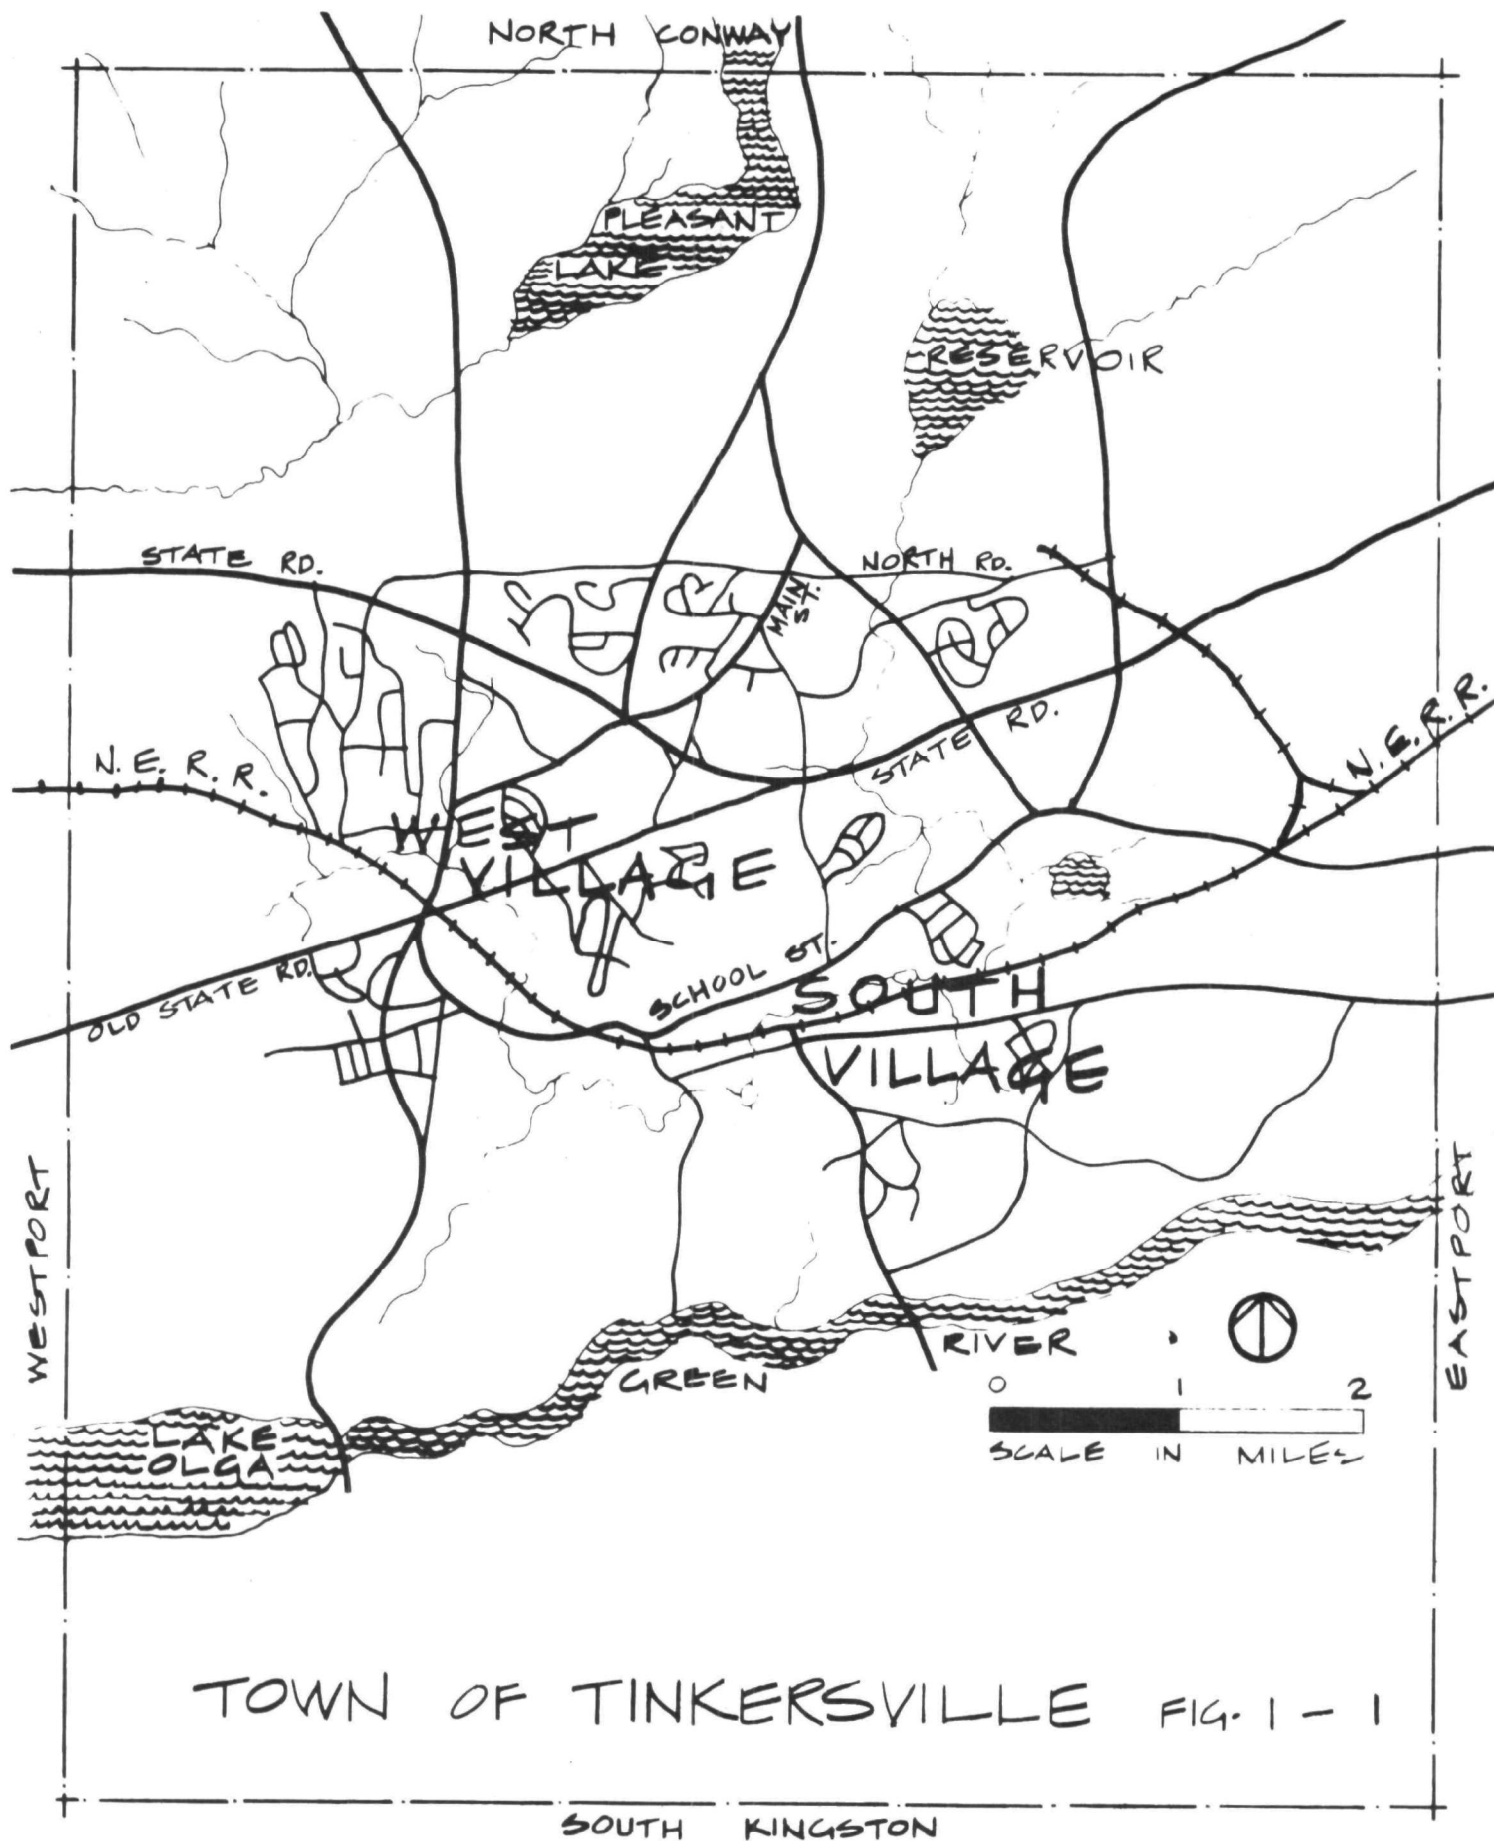 NORTH CONWAY
PLEASANT
LAKE
RESERVOIR
STATE RD.
NORTH RD.
MAIN
ST.
N. E. R. R.
STATE RD.
N. E. R. R.
WEST
VILLAGE
OLD STATE RD.
SCHOOL ST.
SOUTH
VILLAGE
WESTPORT
EASTPORT
RIVER
GREEN
LAKE
OLGA
0 1 2
SCALE IN MILES
TOWN OF TINKERSVILLE FIG. 1-1
SOUTH KINGSTON